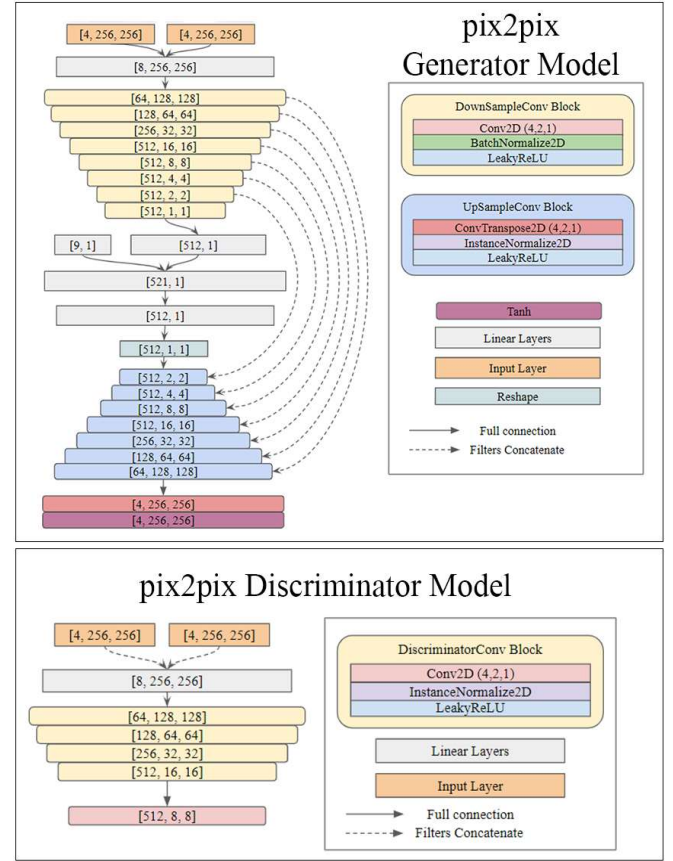 pix2pix
Generator Model
[4, 256, 256] [4, 256, 256]
[8, 256, 256]
[64, 128, 128]
[128, 64, 64]
[256, 32, 32]
[512, 16, 16]
[512, 8, 8]
[512, 4, 4]
[512, 2, 2]
[512, 1, 1]
[9, 1] [512, 1]
[521, 1]
[512, 1]
[512, 1, 1]
[512, 2, 2]
[512, 4, 4]
[512, 8, 8]
[512, 16, 16]
[256, 32, 32]
[128, 64, 64]
[64, 128, 128]
[4, 256, 256]
[4, 256, 256]
DownSampleConv Block
Conv2D (4,2,1)
BatchNormalize2D
LeakyReLU
UpSampleConv Block
ConvTranspose2D (4,2,1)
InstanceNormalize2D
LeakyReLU
Tanh
Linear Layers
Input Layer
Reshape
Full connection
Filters Concatenate
pix2pix Discriminator Model
[4, 256, 256] [4, 256, 256]
[8, 256, 256]
[64, 128, 128]
[128, 64, 64]
[256, 32, 32]
[512, 16, 16]
[512, 8, 8]
DiscriminatorConv Block
Conv2D (4,2,1)
InstanceNormalize2D
LeakyReLU
Linear Layers
Input Layer
Full connection
Filters Concatenate